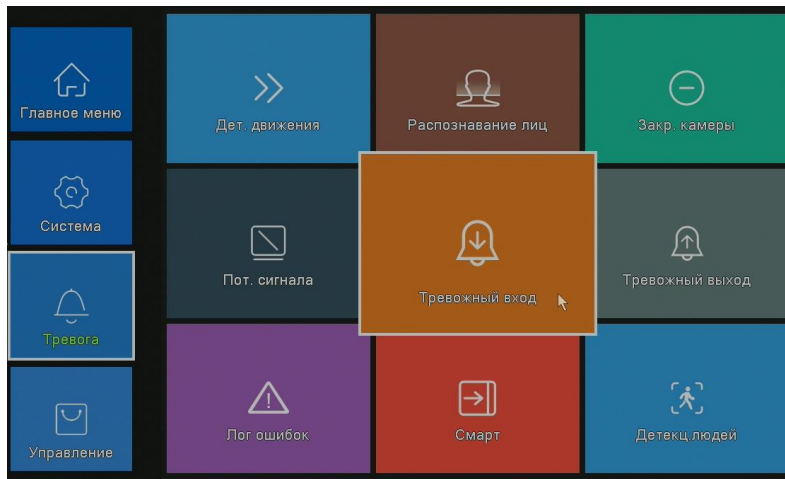 Главное меню
Система
Тревога
Управление
Дет. движения
Распознавание лиц
Закр. камеры
Пот. сигнала
Тревожный вход
Тревожный выход
Лог ошибок
Смарт
Детекц.людей